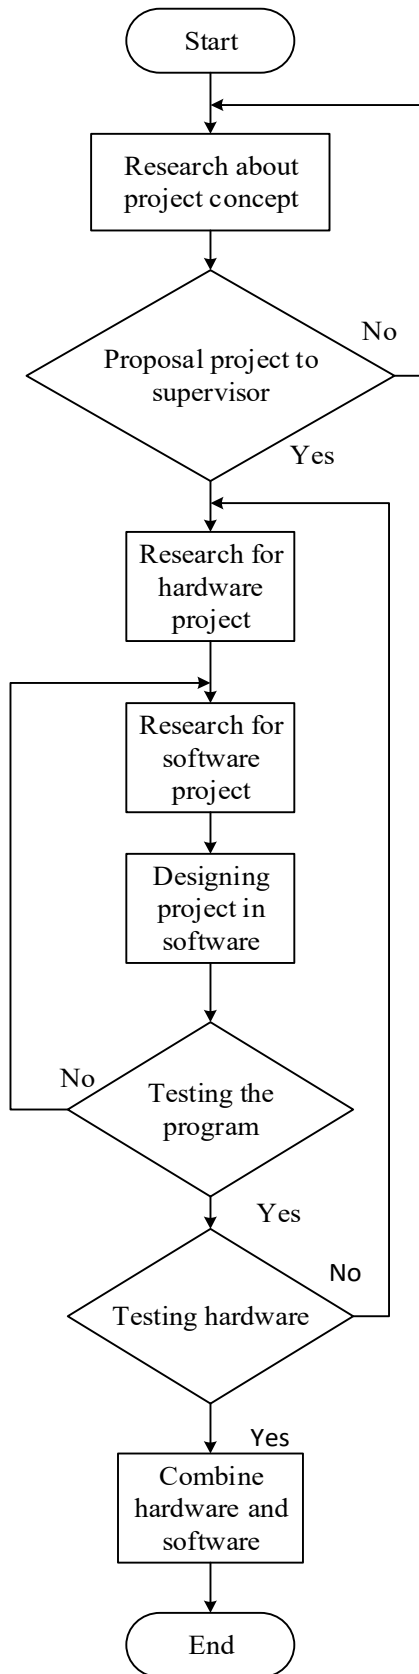 Start
Research about
project concept
No
Proposal project to
supervisor
Yes
Research for
hardware
project
Research for
software
project
Designing
project in
software
No
Testing the
program
Yes
No
Testing hardware
Yes
Combine
hardware and
software
End